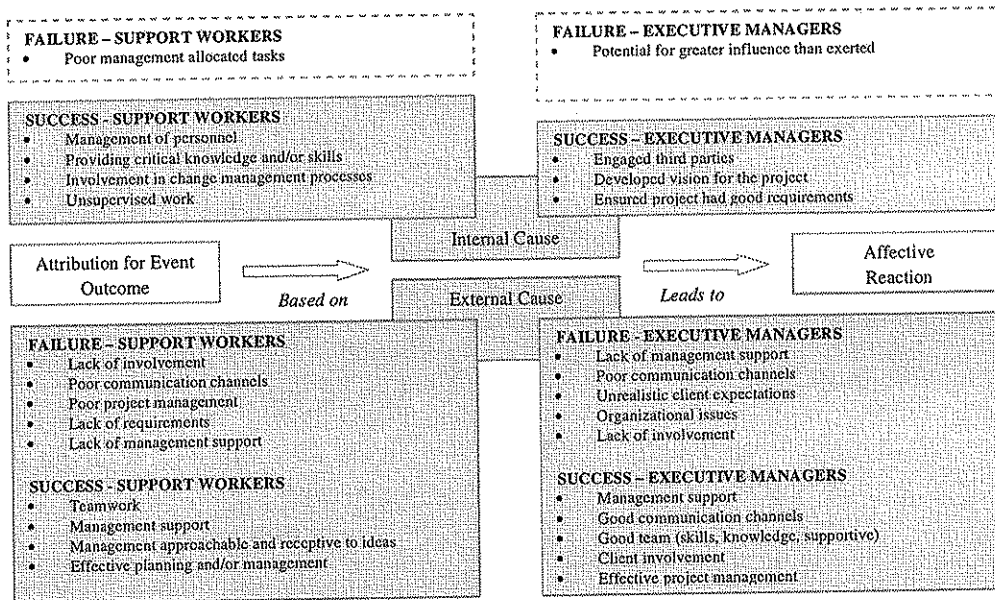 FAILURE – SUPPORT WORKERS
• Poor management allocated tasks
FAILURE – EXECUTIVE MANAGERS
• Potential for greater influence than exerted
SUCCESS - SUPPORT WORKERS
• Management of personnel
• Providing critical knowledge and/or skills
• Involvement in change management processes
• Unsupervised work
SUCCESS – EXECUTIVE MANAGERS
• Engaged third parties
• Developed vision for the project
• Ensured project had good requirements
Internal Cause
Attribution for Event
Outcome
Based on
External Cause
Leads to
Affective
Reaction
FAILURE – SUPPORT WORKERS
• Lack of involvement
• Poor communication channels
• Poor project management
• Lack of requirements
• Lack of management support
SUCCESS - SUPPORT WORKERS
• Teamwork
• Management support
• Management approachable and receptive to ideas
• Effective planning and/or management
FAILURE - EXECUTIVE MANAGERS
• Lack of management support
• Poor communication channels
• Unrealistic client expectations
• Organizational issues
• Lack of involvement
SUCCESS – EXECUTIVE MANAGERS
• Management support
• Good communication channels
• Good team (skills, knowledge, supportive)
• Client involvement
• Effective project management